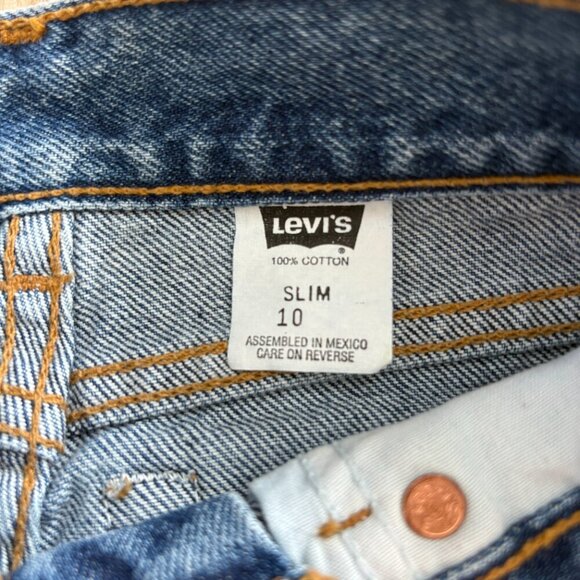 Levi's
®
100% COTTON
SLIM
10
ASSEMBLED IN MEXICO
CARE ON REVERSE